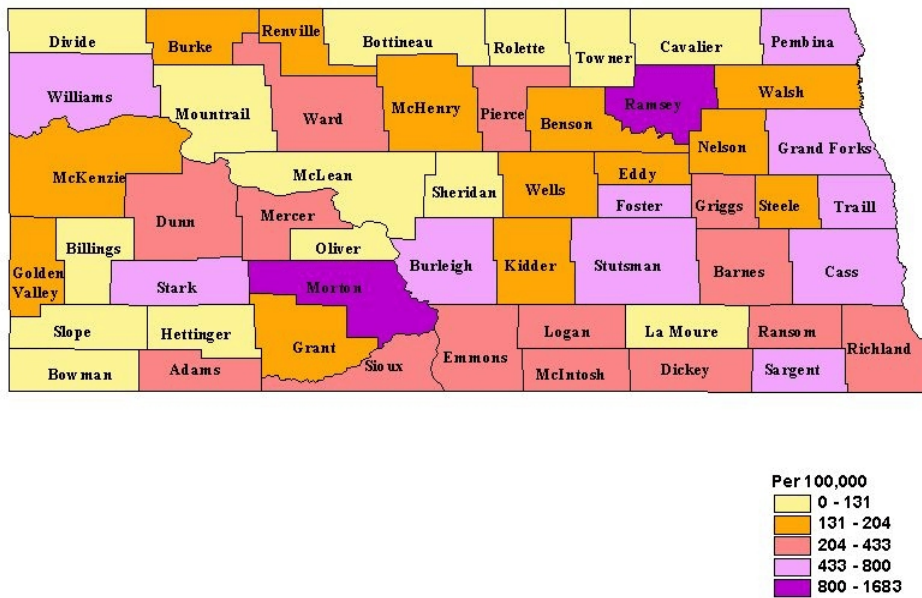 Divide
Burke
Renville
Bottineau
Rolette
Towner
Cavalier
Pembina
Williams
Mountrail
Ward
McHenry
Pierce
Benson
Ramsey
Walsh
McKenzie
McLean
Sheridan
Wells
Eddy
Nelson
Grand Forks
Dunn
Mercer
Foster
Griggs
Steele
Traill
Golden
Valley
Billings
Oliver
Stark
Morton
Burleigh
Kidder
Stutsman
Barnes
Cass
Slope
Hettinger
Grant
Sioux
Emmons
Logan
La Moure
Ransom
Richland
Bowman
Adams
McIntosh
Dickey
Sargent
Per 100,000
0 - 131
131 - 204
204 - 433
433 - 800
800 - 1683